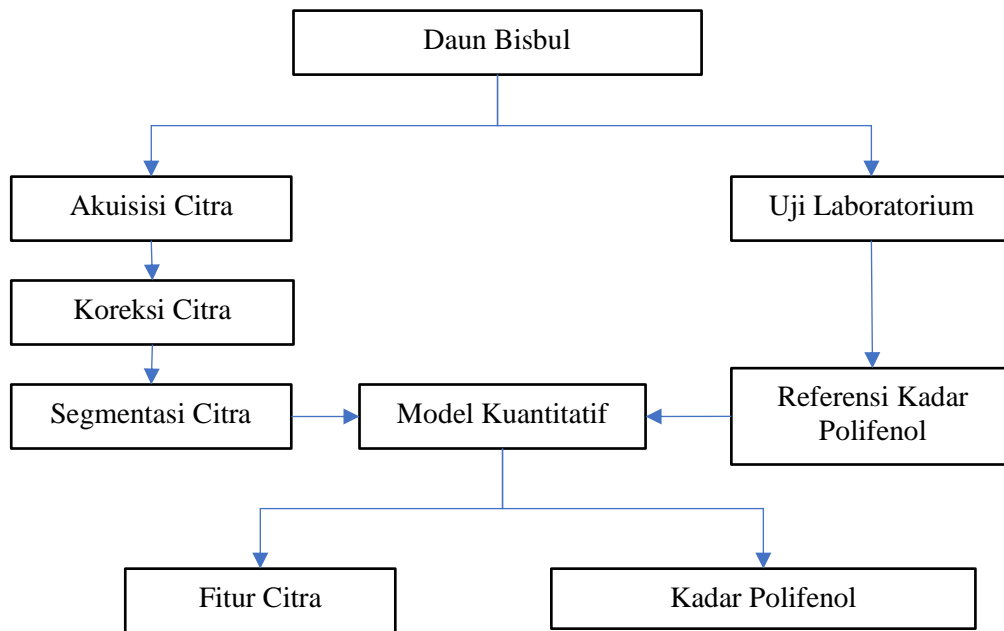 Daun Bisbul
Akuisisi Citra
Uji Laboratorium
Koreksi Citra
Segmentasi Citra
Model Kuantitatif
Referensi Kadar
Polifenol
Fitur Citra
Kadar Polifenol